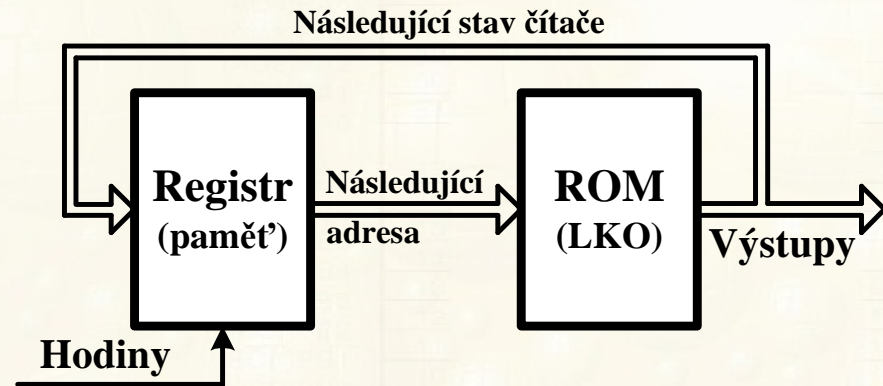 Následující stav čítače
Registr
(paměť)
Následující
adresa
ROM
(LKO)
Výstupy
Hodiny